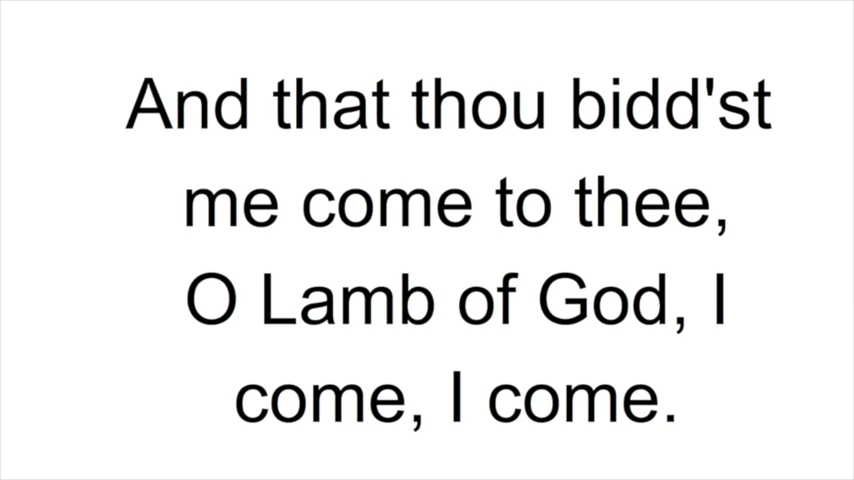 And that thou bidd'st
me come to thee,
O Lamb of God, I
come, I come.